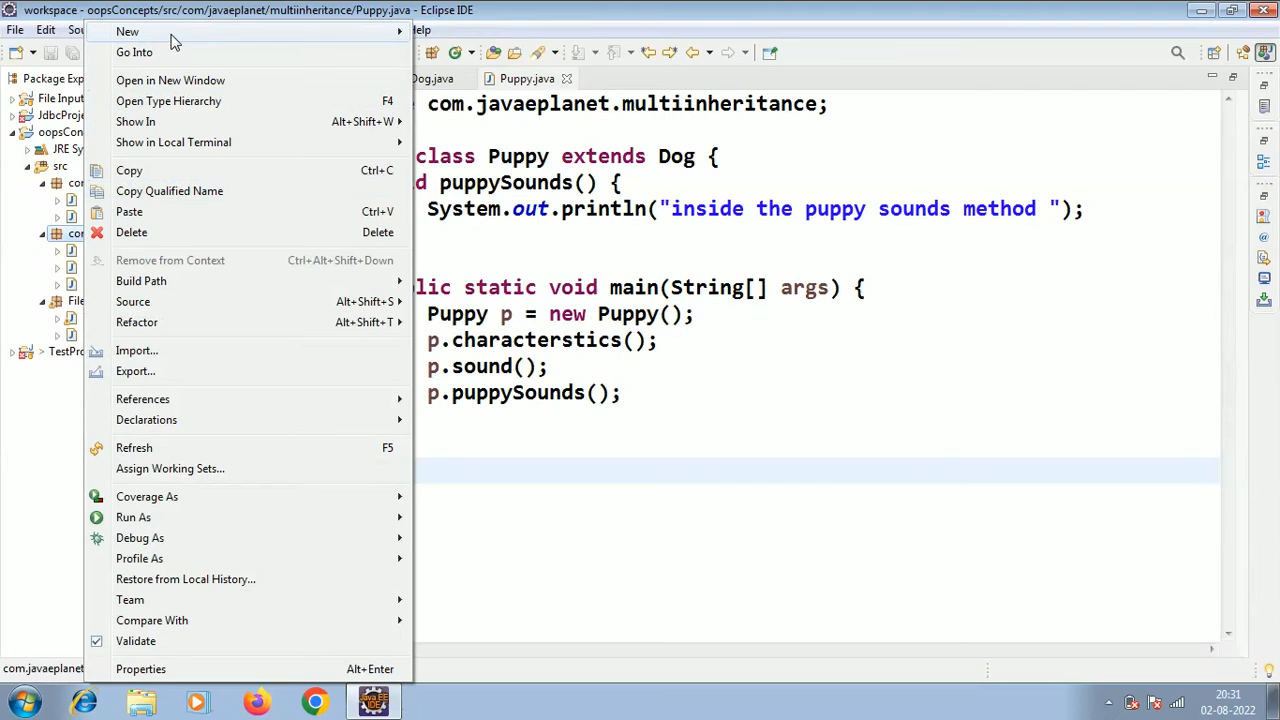 workspace - oopsConcepts/src/com/javaeplanet/multiinheritance/Puppy.java - Eclipse IDE
File Edit Sou
elp
Package Exp
Dog.java
Puppy.java
File Input
JdbcProje
oopsConc
JRE Sy
src
con
con
File
> TestPro
New
Go Into
Open in New Window
Open Type Hierarchy F4
Show In Alt+Shift+W
Show in Local Terminal
Copy Ctrl+C
Copy Qualified Name
Paste Ctrl+V
Delete Delete
Remove from Context Ctrl+Alt+Shift+Down
Build Path
Source Alt+Shift+S
Refactor Alt+Shift+T
Import...
Export...
References
Declarations
Refresh F5
Assign Working Sets...
Coverage As
Run As
Debug As
Profile As
Restore from Local History...
Team
Compare With
Validate
Properties Alt+Enter
e com.javaeplanet.multiinheritance;
class Puppy extends Dog {
d puppySounds() {
System.out.println("inside the puppy sounds method ");
lic static void main(String[] args) {
Puppy p = new Puppy();
p.characterstics();
p.sound();
p.puppySounds();
com.javaeplanet
20:31
02-08-2022